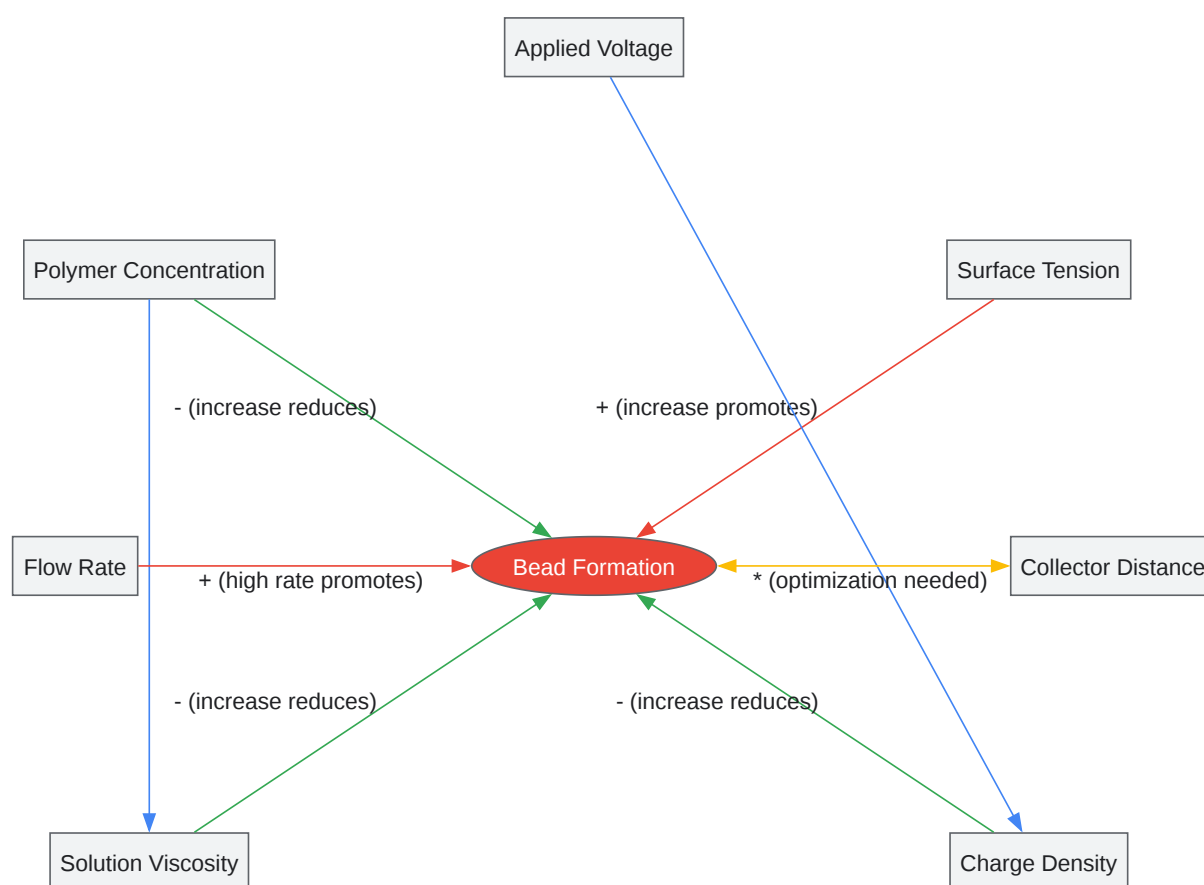 Applied Voltage
Polymer Concentration
Surface Tension
- (increase reduces)
+ (increase promotes)
Flow Rate
+ (high rate promotes)
Bead Formation
* (optimization needed)
Collector Distance
- (increase reduces)
- (increase reduces)
Solution Viscosity
Charge Density